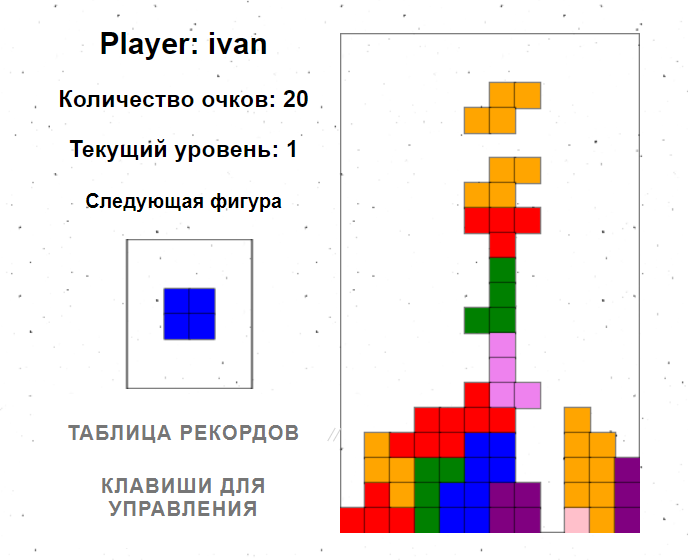 Player: ivan
Количество очков: 20
Текущий уровень: 1
Следующая фигура
ТАБЛИЦА РЕКОРДОВ
//
КЛАВИШИ ДЛЯ
УПРАВЛЕНИЯ